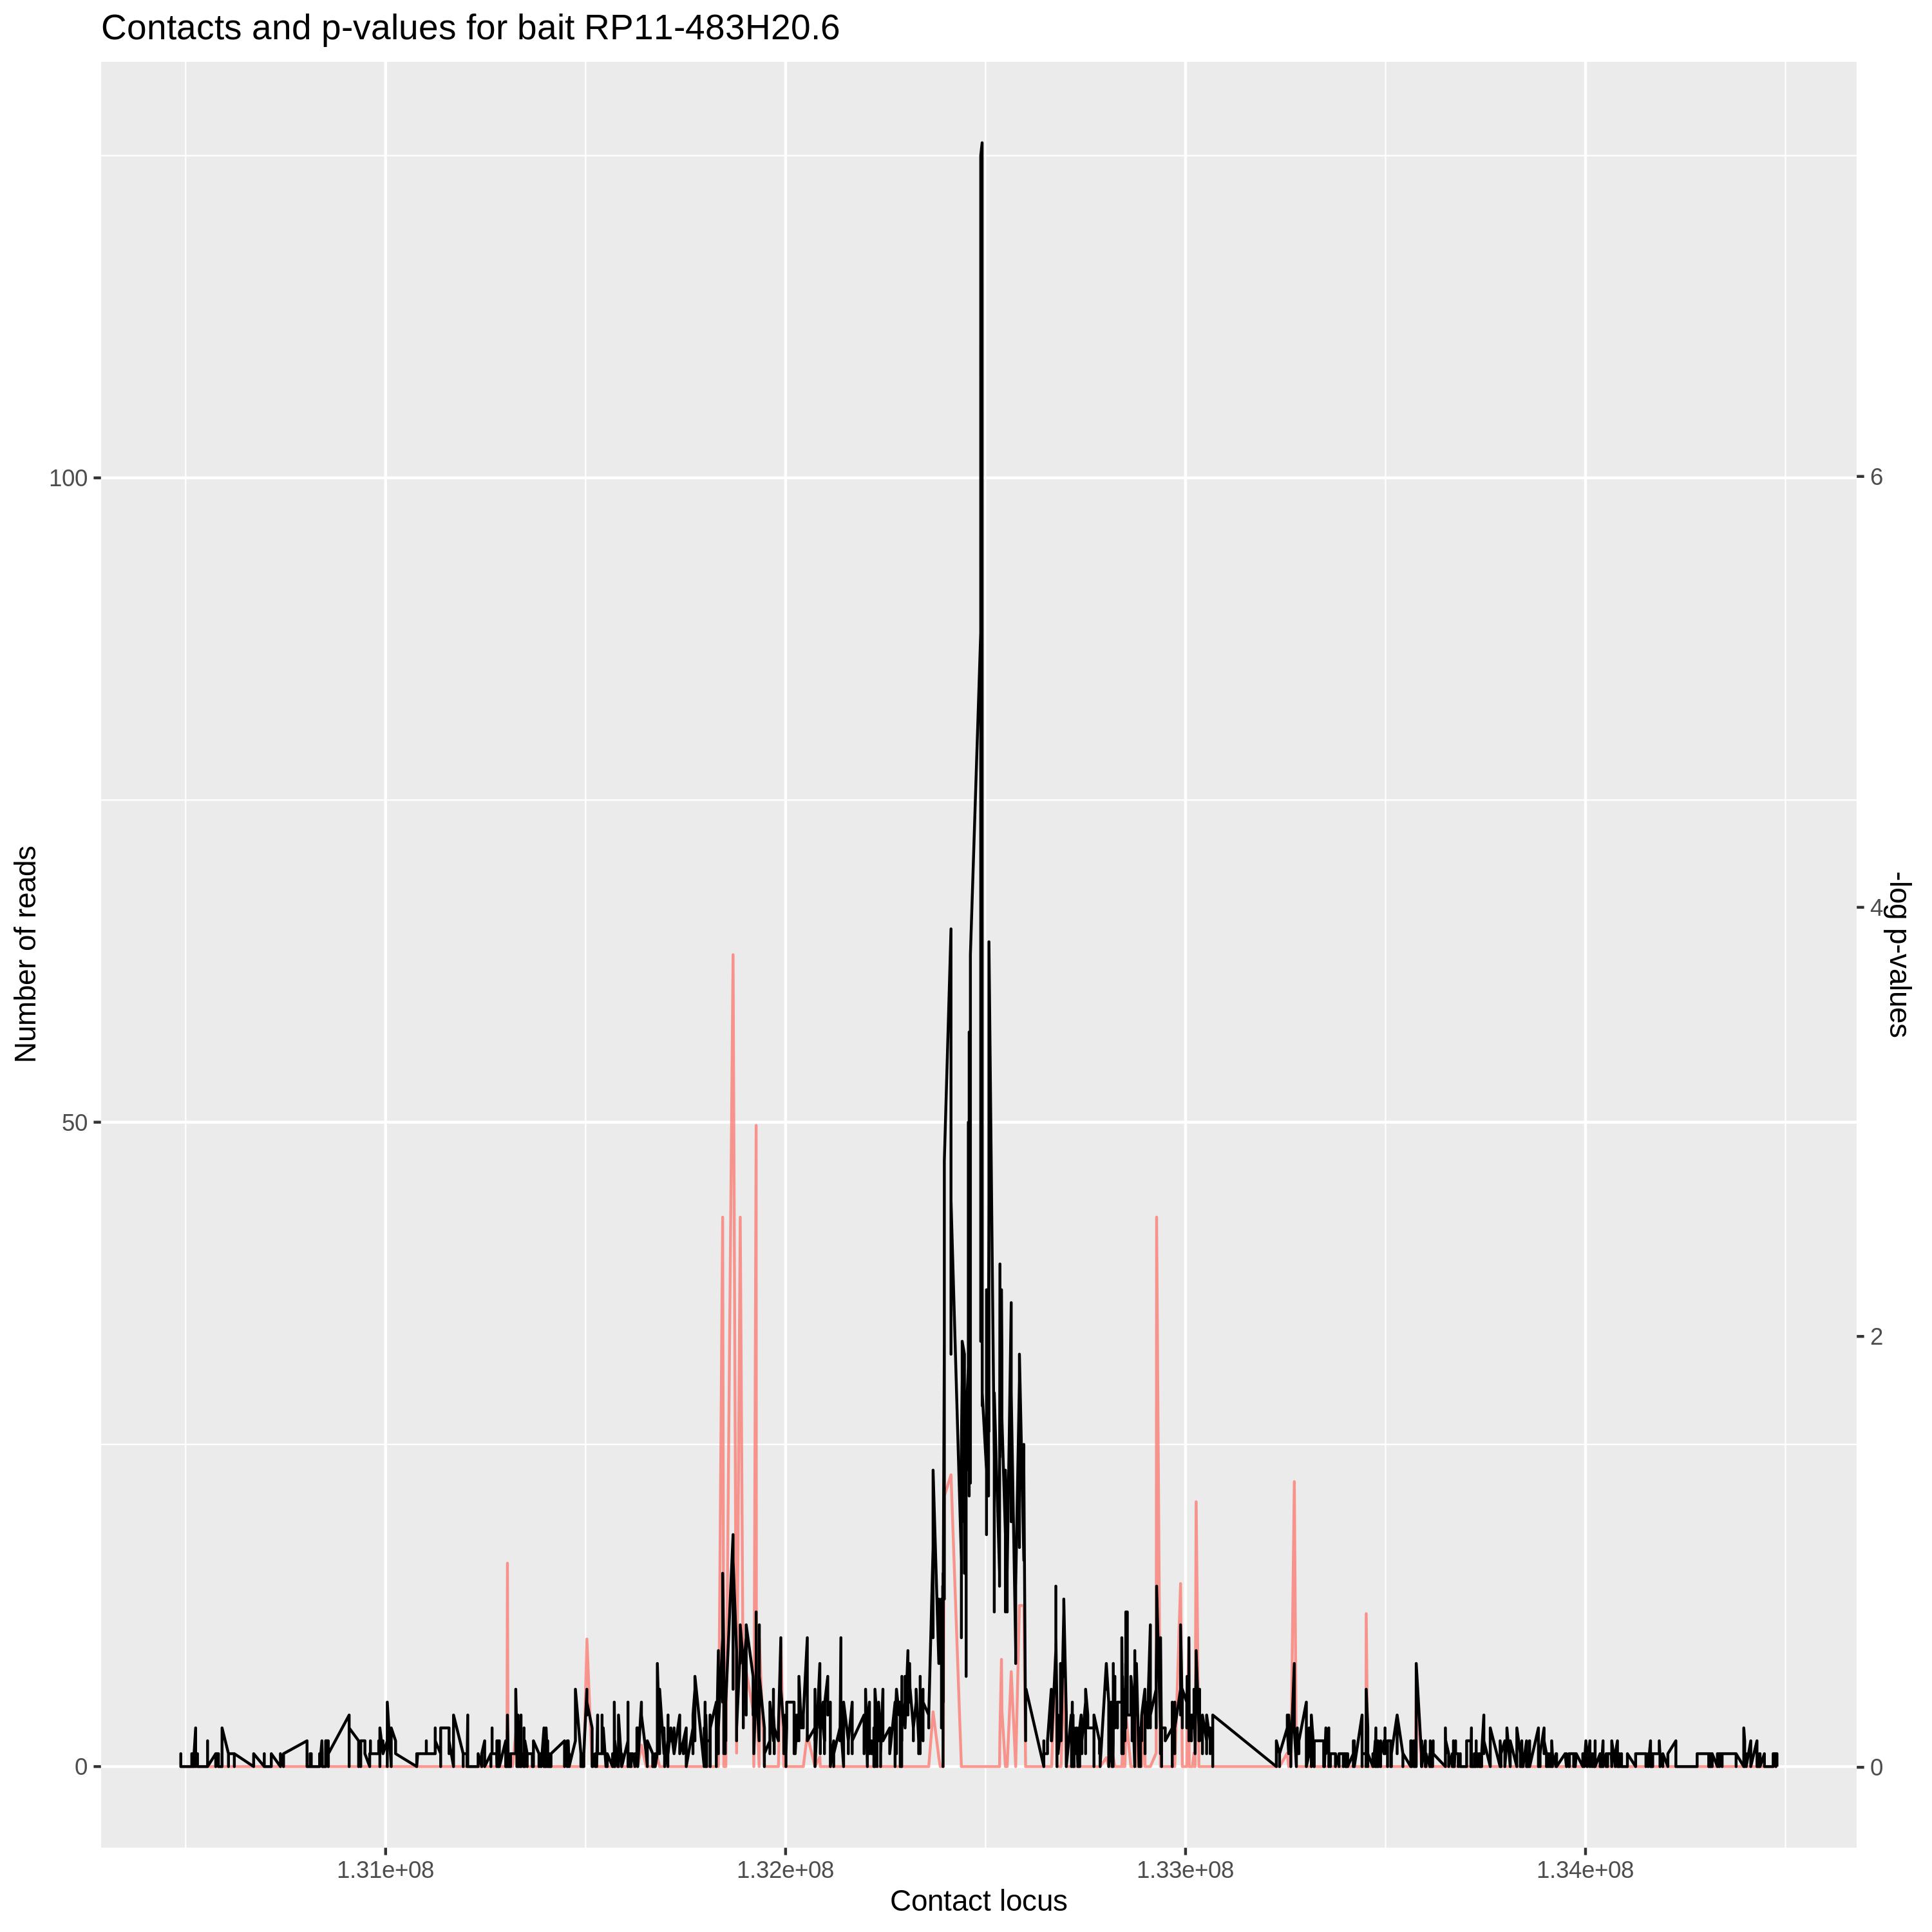 Contacts and p-values for bait RP11-483H20.6
100
50
0
Number of reads
6
4
2
0
-log p-values
1.31e+08
1.32e+08
1.33e+08
1.34e+08
Contact locus